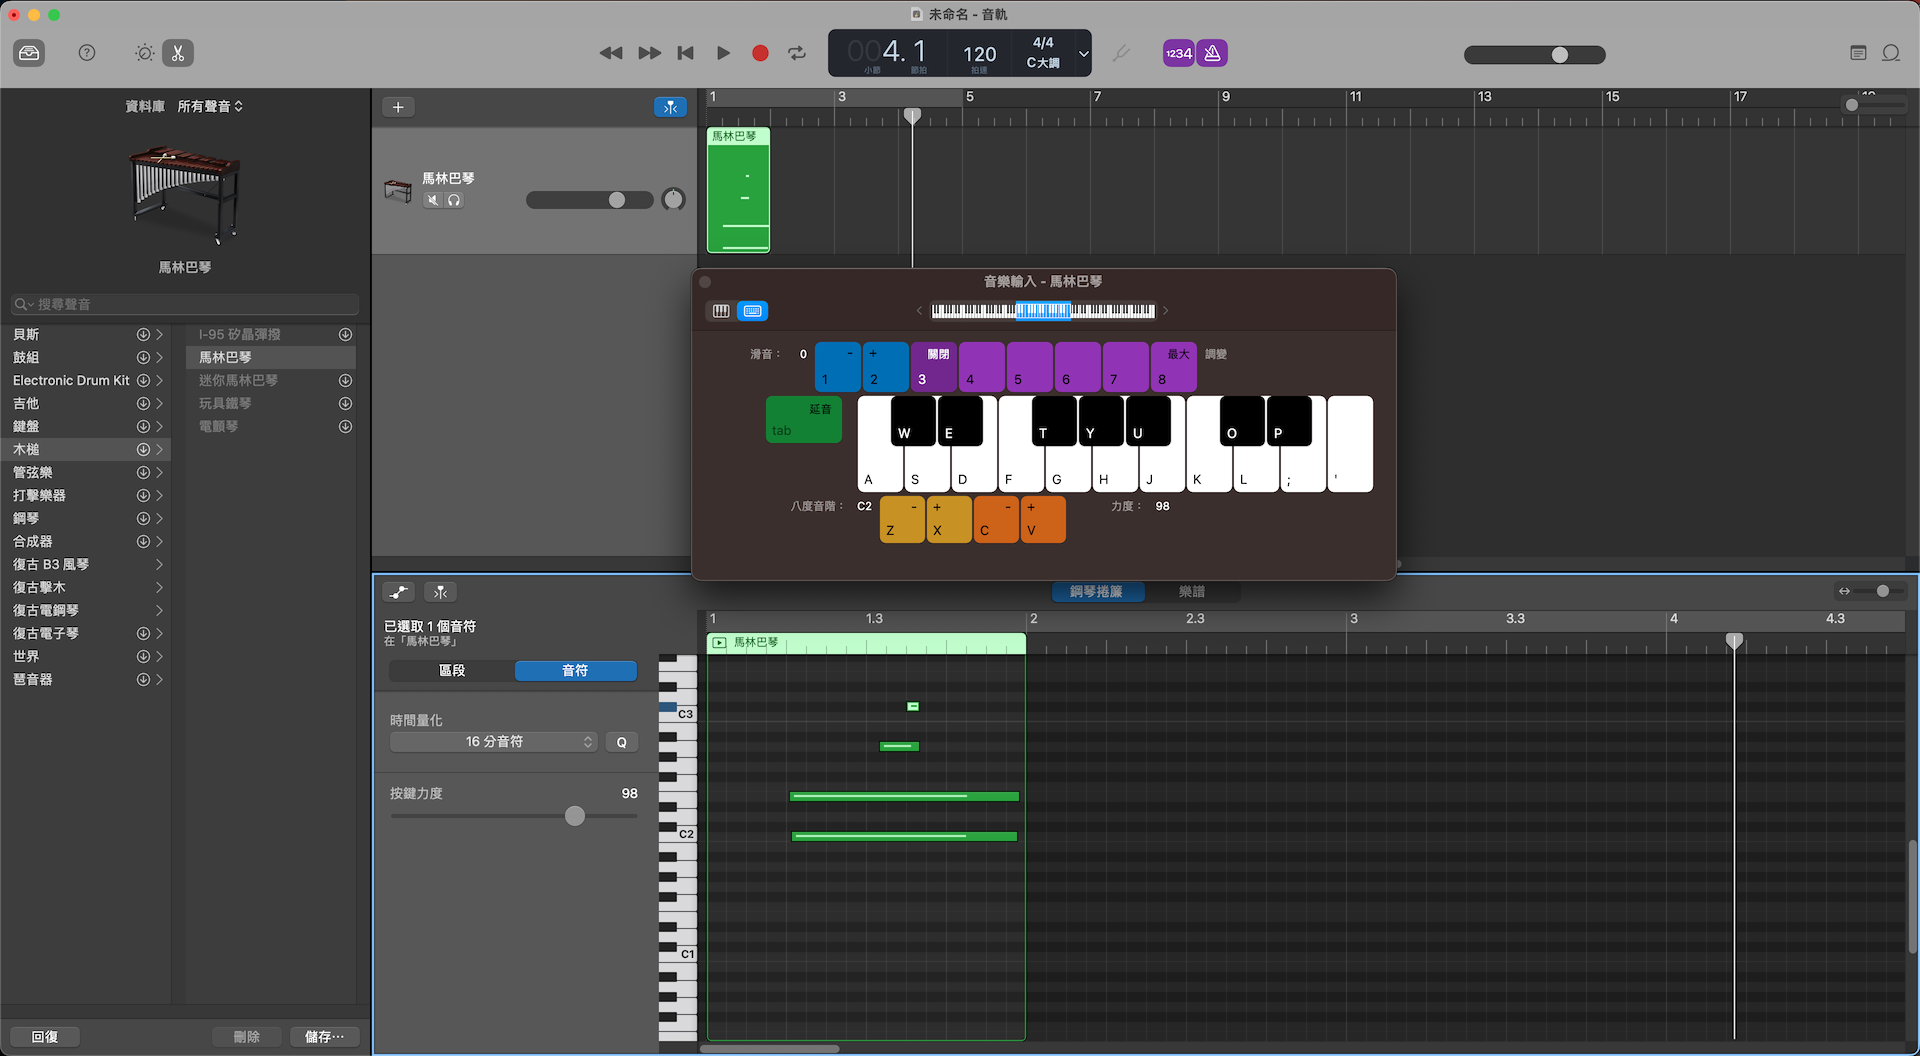 未命名 - 音軌
004. 1
小節
節拍
120
拍速
4/4
C大調
1234
資料庫
所有聲音
馬林巴琴
搜尋聲音
貝斯
鼓組
Electronic Drum Kit
吉他
鍵盤
木槌
管弦樂
打擊樂器
鋼琴
合成器
復古 B3 風琴
復古擊木
復古電鋼琴
復古電子琴
世界
琶音器
I-95 矽晶彈撥
馬林巴琴
迷你馬林巴琴
玩具鐵琴
電顫琴
回復
刪除
儲存…
馬林巴琴
1 3 5 7 9 11 13 15 17
馬林巴琴
音樂輸入 - 馬林巴琴
滑音： 0
- +
關閉
最大
調變
1 2 3 4 5 6 7 8
延音
tab
W E T Y U O P
A S D F G H J K L ; '
八度音階： C2
- + - +
Z X C V
力度： 98
鋼琴捲簾
樂譜
已選取 1 個音符
在「馬林巴琴」
區段
音符
時間量化
16 分音符
Q
按鍵力度
98
1 1.3 2 2.3 3 3.3 4 4.3
馬林巴琴
C3
C2
C1